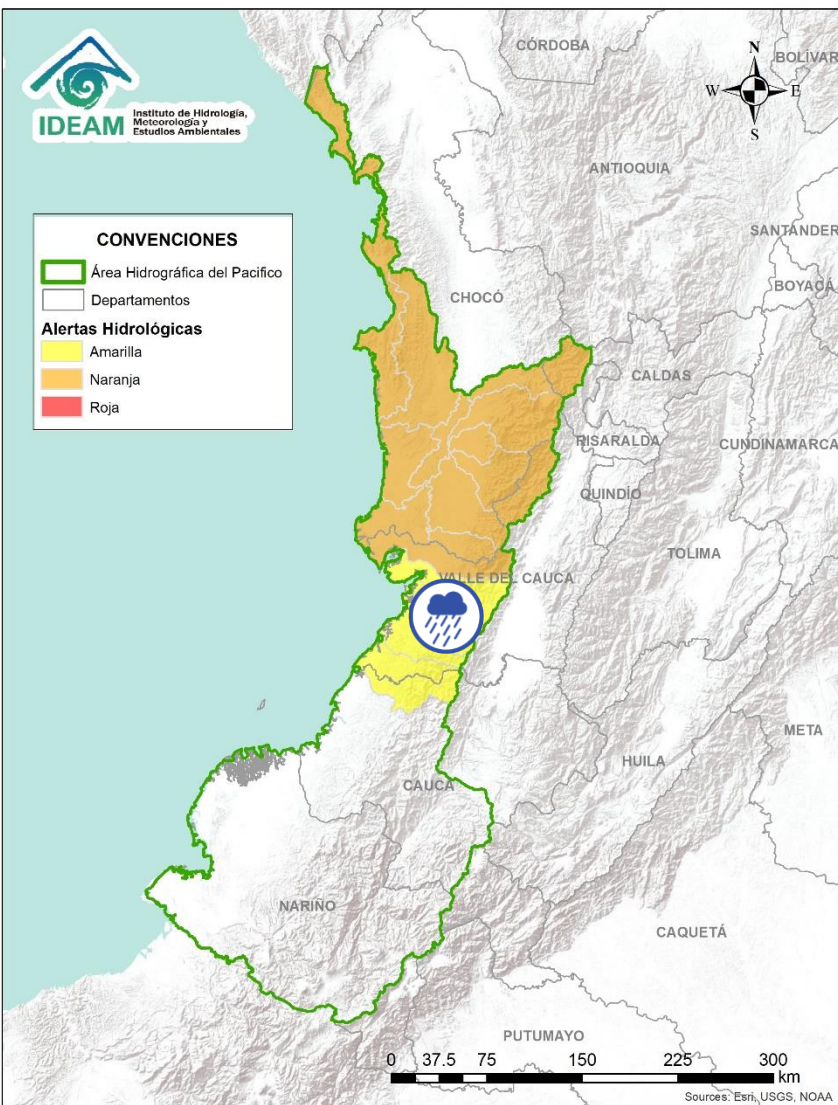 IDEAM
Instituto de Hidrología,
Meteorología y
Estudios Ambientales
CÓRDOBA
BOLÍVAR
N
W
E
S
ANTIOQUIA
SANTANDER
BOYACÁ
CONVENCIONES
Área Hidrográfica del Pacifico
Departamentos
Alertas Hidrológicas
Amarilla
Naranja
Roja
CHOCÓ
CALDAS
RISARALDA
CUNDINAMARCA
QUINDÍO
TOLIMA
VALLE DEL CAUCA
META
HUILA
CAUCA
NARIÑO
CAQUETÁ
PUTUMAYO
0 37.5 75 150 225 300
km
Sources: Esri, USGS, NOAA